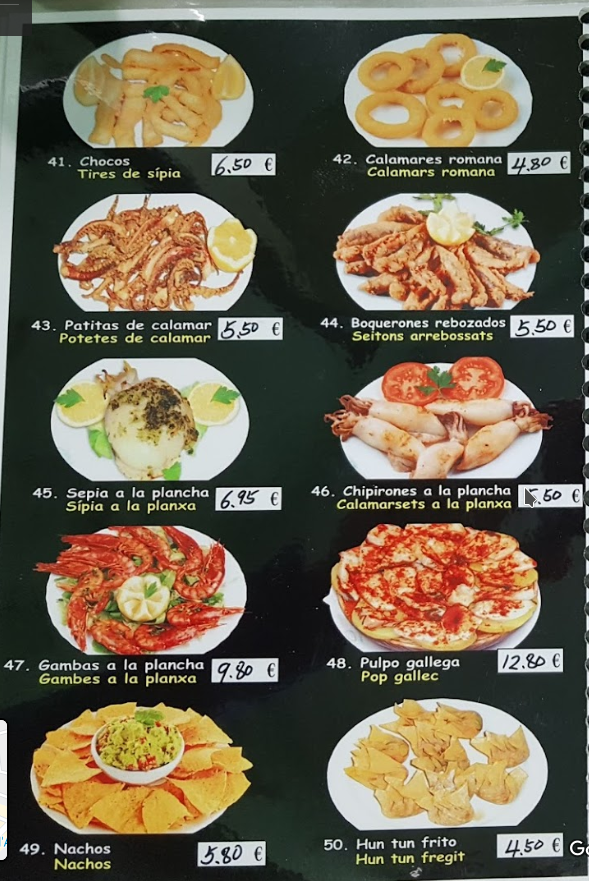 41. Chocos 6.50 €
Tires de sípia
42. Calamares romana 4.80 €
Calamars romana
43. Patitas de calamar 5.50 €
Potetes de calamar
44. Boquerones rebozados 5.50 €
Seitons arrebossats
45. Sepia a la plancha 6.95 €
Sípia a la planxa
46. Chipirones a la plancha .50 €
Calamarsets a la planxa
47. Gambas a la plancha 9.80 €
Gambes a la planxa
48. Pulpo gallega 12.80 €
Pop gallec
49. Nachos 5.80 €
Nachos
50. Hun tun frito 4.50 €
Hun tun fregit